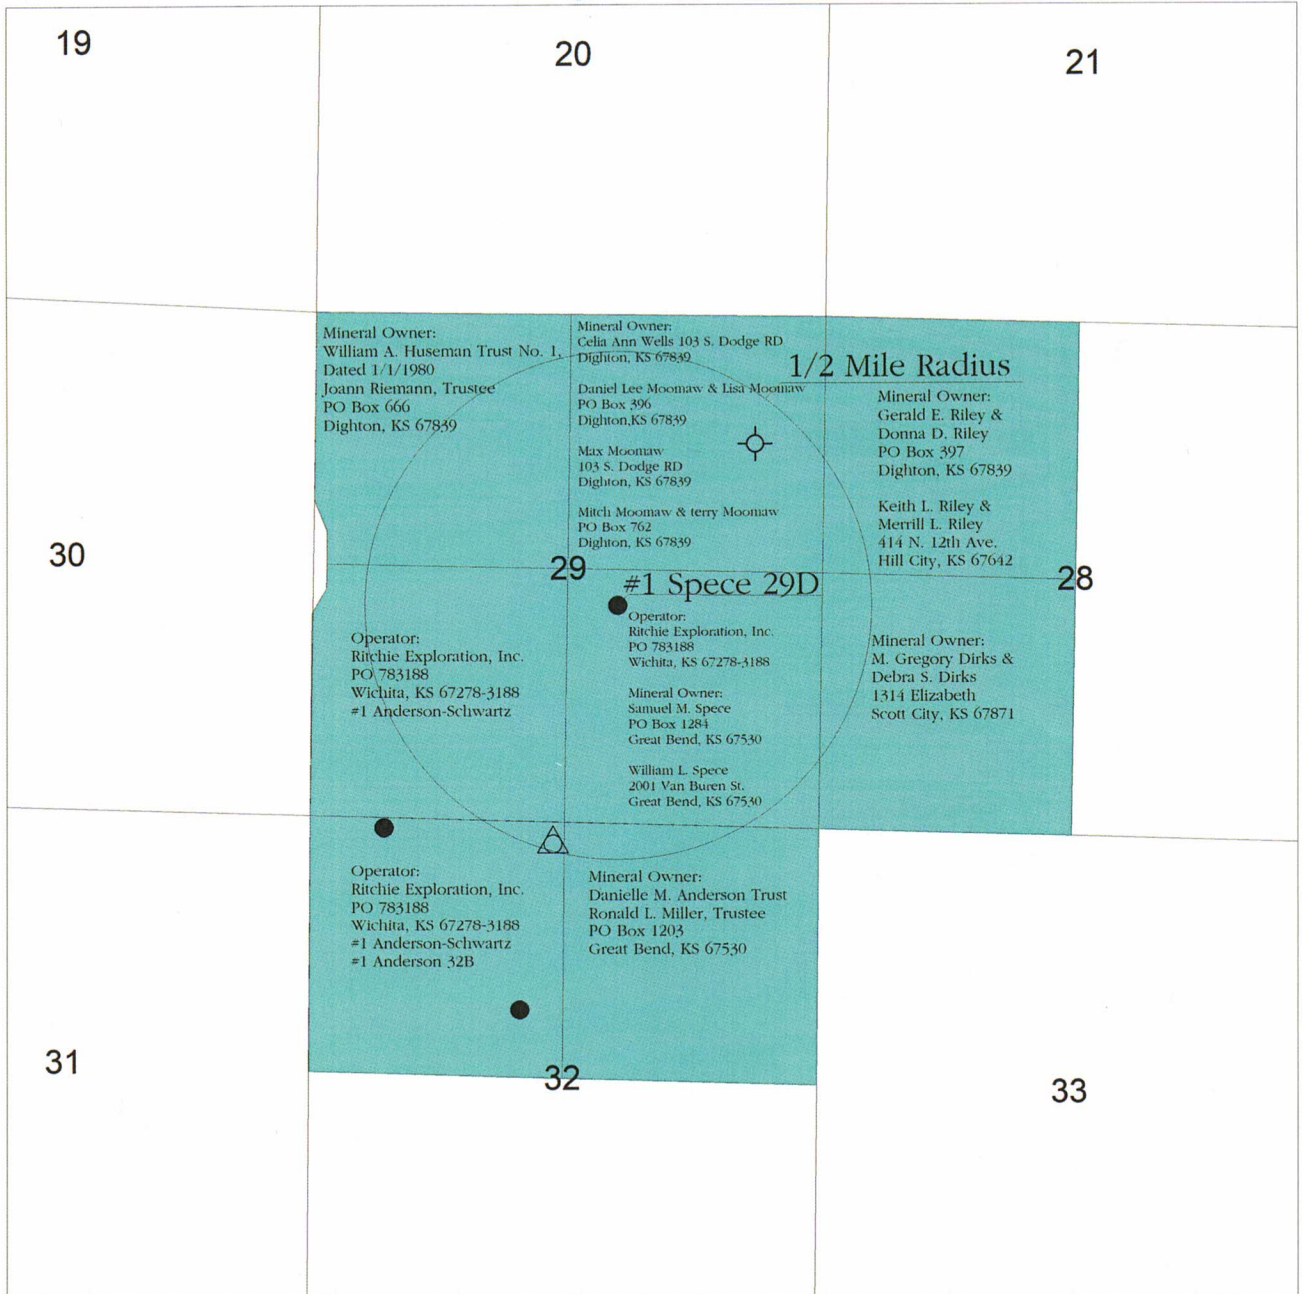 19
20
21
Mineral Owner:
William A. Huseman Trust No. 1,
Dated 1/1/1980
Joann Riemann, Trustee
PO Box 666
Dighton, KS 67839
Mineral Owner:
Celia Ann Wells 103 S. Dodge RD
Dighton, KS 67839
Daniel Lee Moomaw & Lisa Moomaw
PO Box 396
Dighton,KS 67839
Max Moomaw
103 S. Dodge RD
Dighton, KS 67839
Mitch Moomaw & terry Moomaw
PO Box 762
Dighton, KS 67839
1/2 Mile Radius
Mineral Owner:
Gerald E. Riley &
Donna D. Riley
PO Box 397
Dighton, KS 67839
Keith L. Riley &
Merrill L. Riley
414 N. 12th Ave.
Hill City, KS 67642
30
29
28
#1 Spece 29D
Operator:
Ritchie Exploration, Inc.
PO 783188
Wichita, KS 67278-3188
#1 Anderson-Schwartz
Operator:
Ritchie Exploration, Inc.
PO 783188
Wichita, KS 67278-3188
Mineral Owner:
Samuel M. Spece
PO Box 1284
Great Bend, KS 67530
William L. Spece
2001 Van Buren St.
Great Bend, KS 67530
Mineral Owner:
M. Gregory Dirks &
Debra S. Dirks
1314 Elizabeth
Scott City, KS 67871
Operator:
Ritchie Exploration, Inc.
PO 783188
Wichita, KS 67278-3188
#1 Anderson-Schwartz
#1 Anderson 32B
Mineral Owner:
Danielle M. Anderson Trust
Ronald L. Miller, Trustee
PO Box 1203
Great Bend, KS 67530
31
32
33